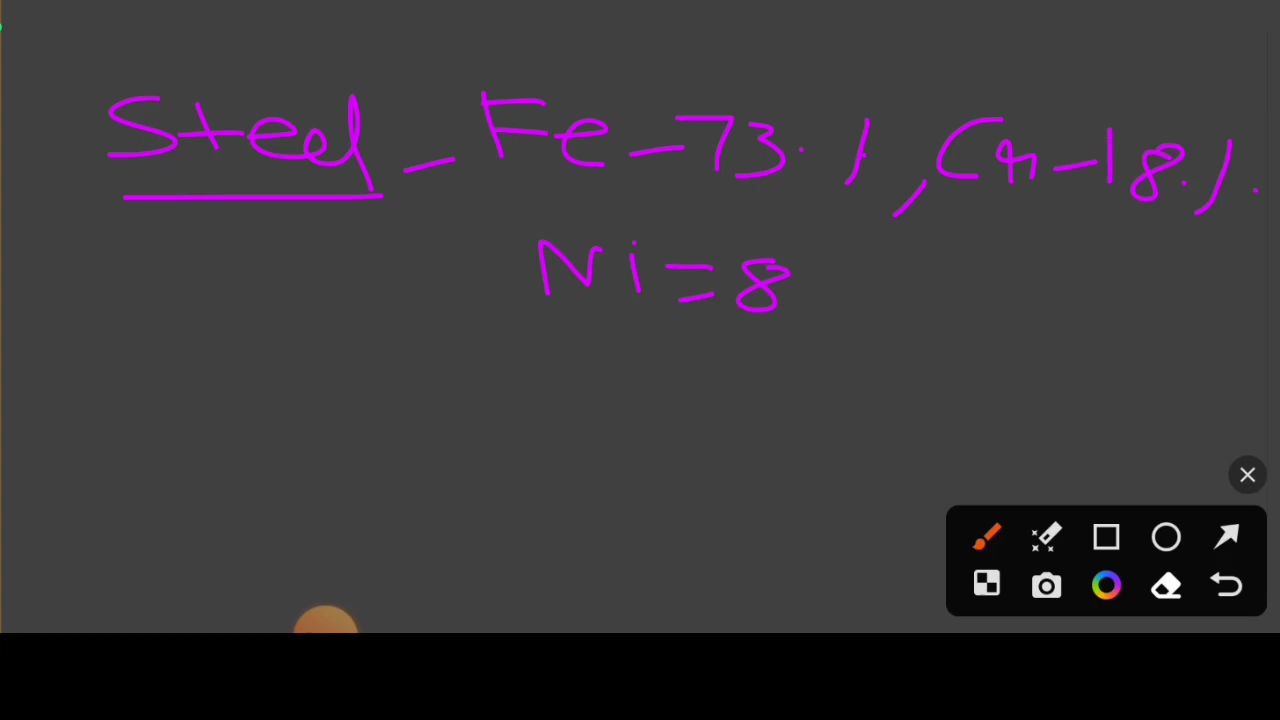 Steel - Fe - 73 %, Cr - 18 %.
Ni = 8